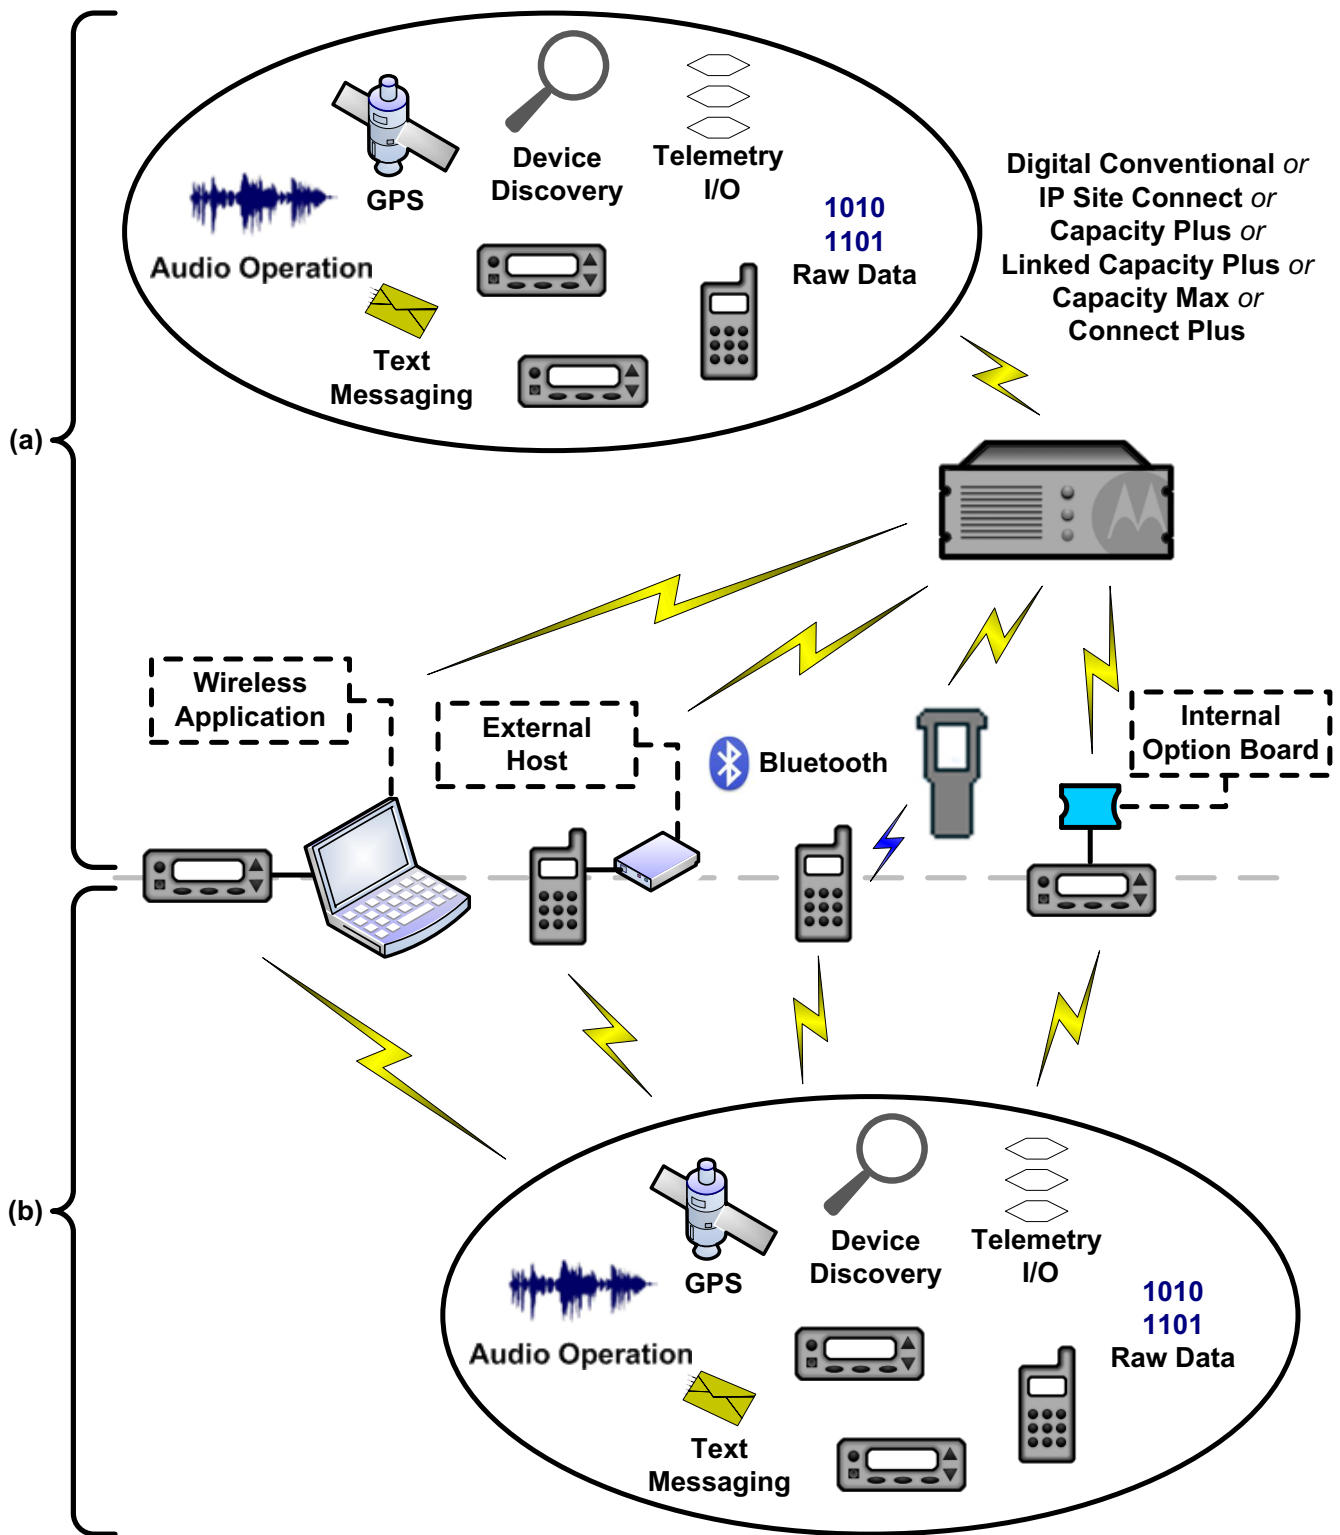 Device
Discovery
Telemetry
I/O
GPS
1010
1101
Raw Data
Audio Operation
Text
Messaging
Digital Conventional or
IP Site Connect or
Capacity Plus or
Linked Capacity Plus or
Capacity Max or
Connect Plus
(a)
Wireless
Application
External
Host
Bluetooth
Internal
Option Board
(b)
Device
Discovery
Telemetry
I/O
GPS
1010
1101
Raw Data
Audio Operation
Text
Messaging